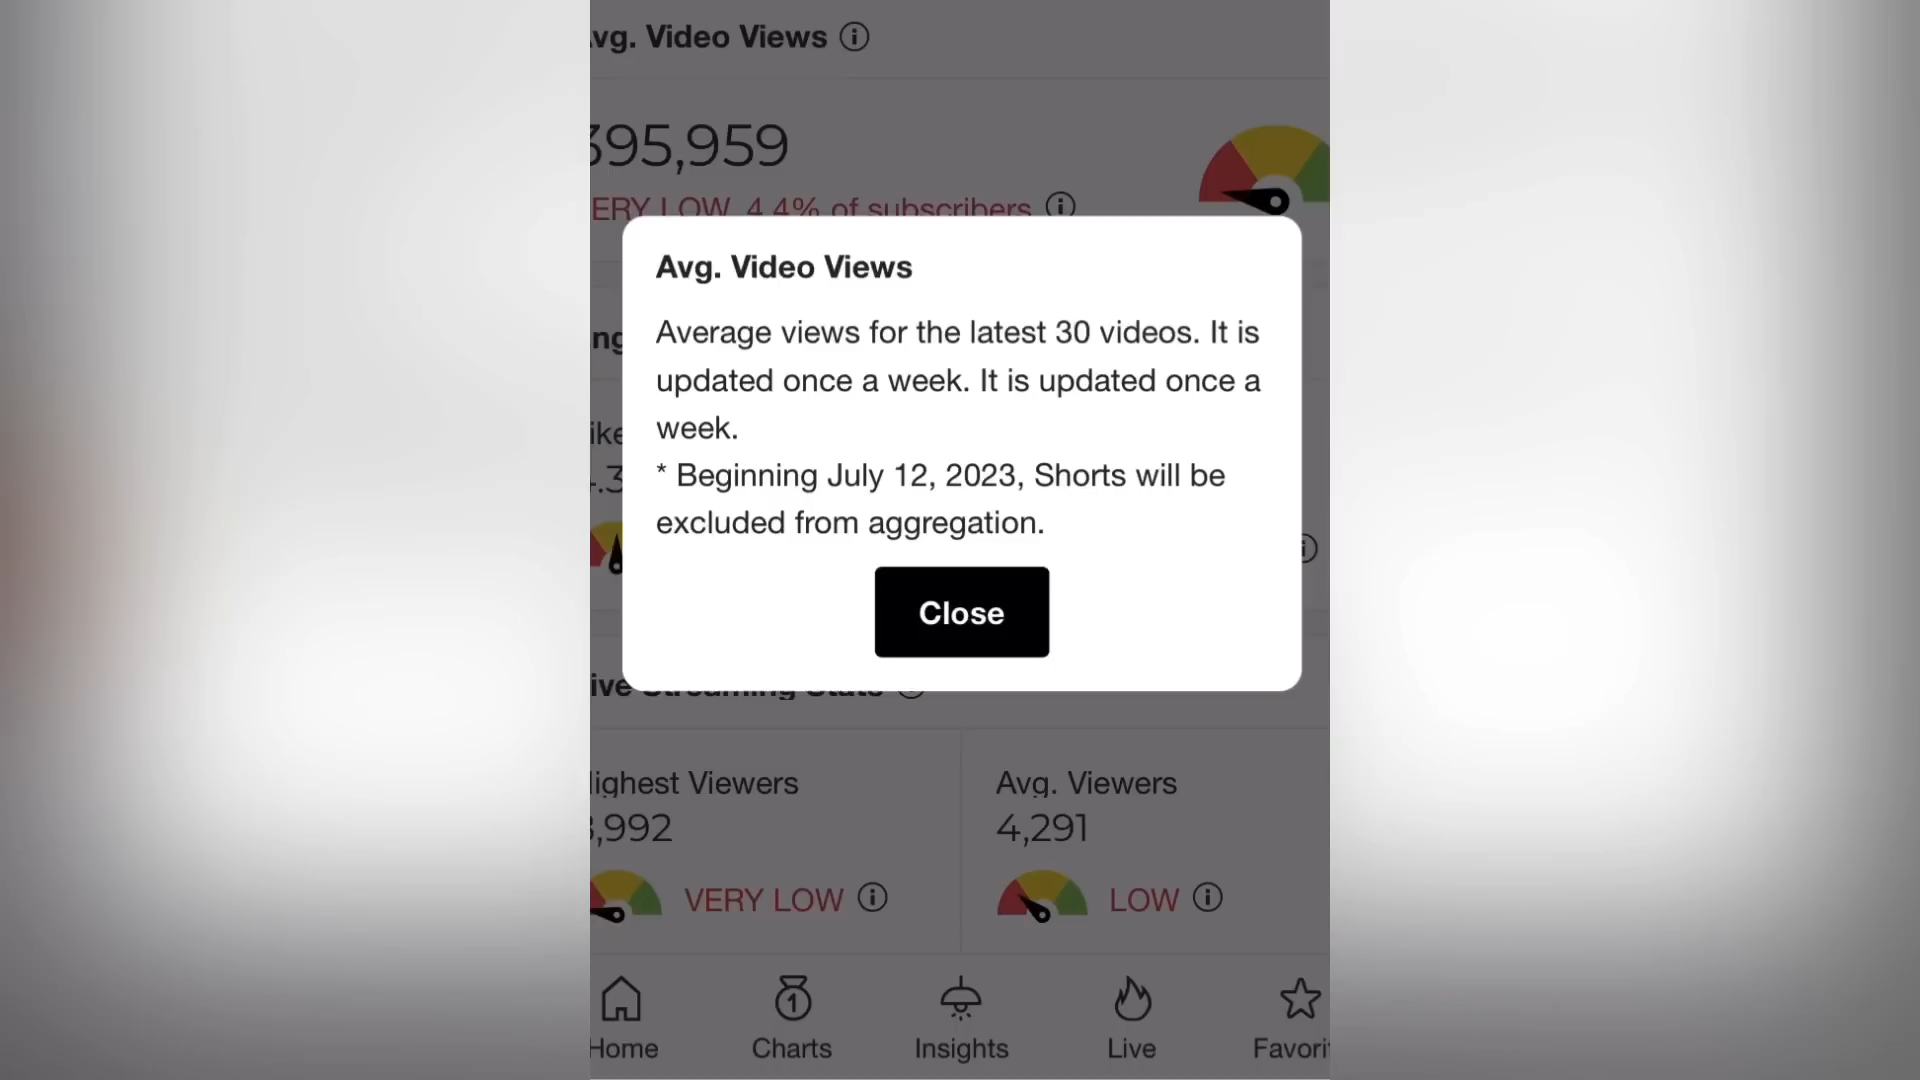 vg. Video Views
395,959
ERY LOW 4.4% of subscribers
Avg. Video Views
Average views for the latest 30 videos. It is
updated once a week. It is updated once a
week.
* Beginning July 12, 2023, Shorts will be
excluded from aggregation.
Close
ive Streaming Stats
ighest Viewers
Avg. Viewers
,992
4,291
VERY LOW
LOW
Home
Charts
Insights
Live
Favori